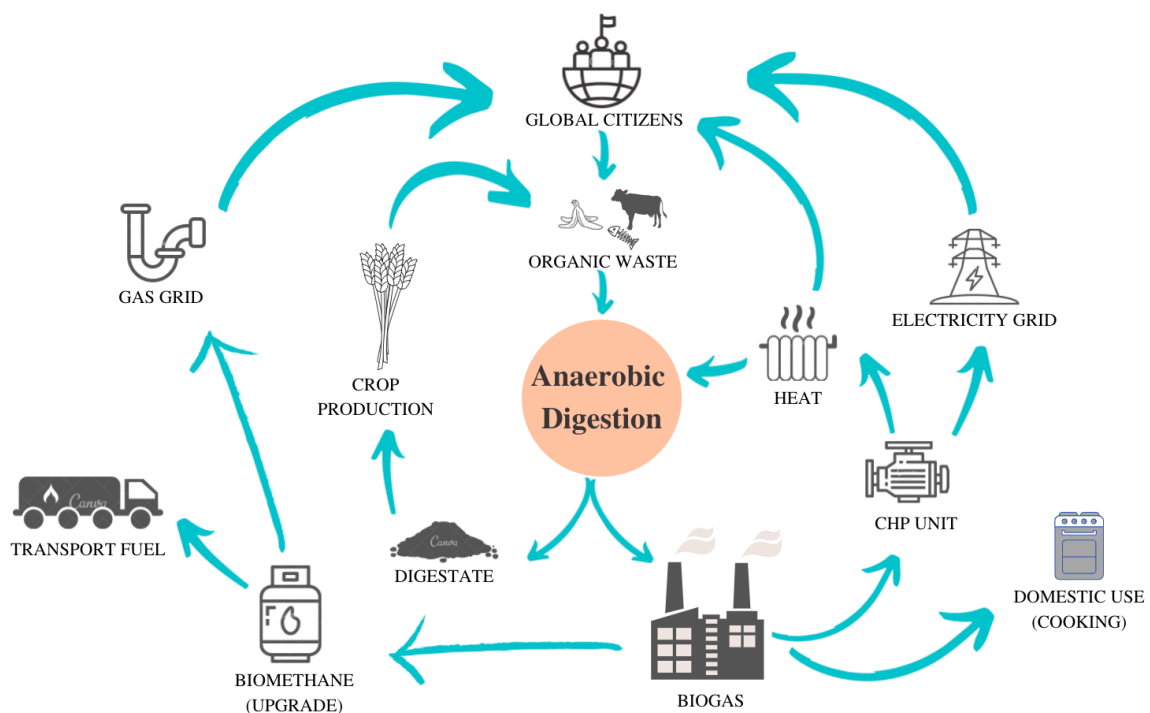 GLOBAL CITIZENS
ORGANIC WASTE
GAS GRID
ELECTRICITY GRID
CROP
PRODUCTION
Anaerobic
Digestion
HEAT
Canva
TRANSPORT FUEL
Canva
DIGESTATE
CHP UNIT
DOMESTIC USE
(COOKING)
BIOMETHANE
(UPGRADE)
BIOGAS